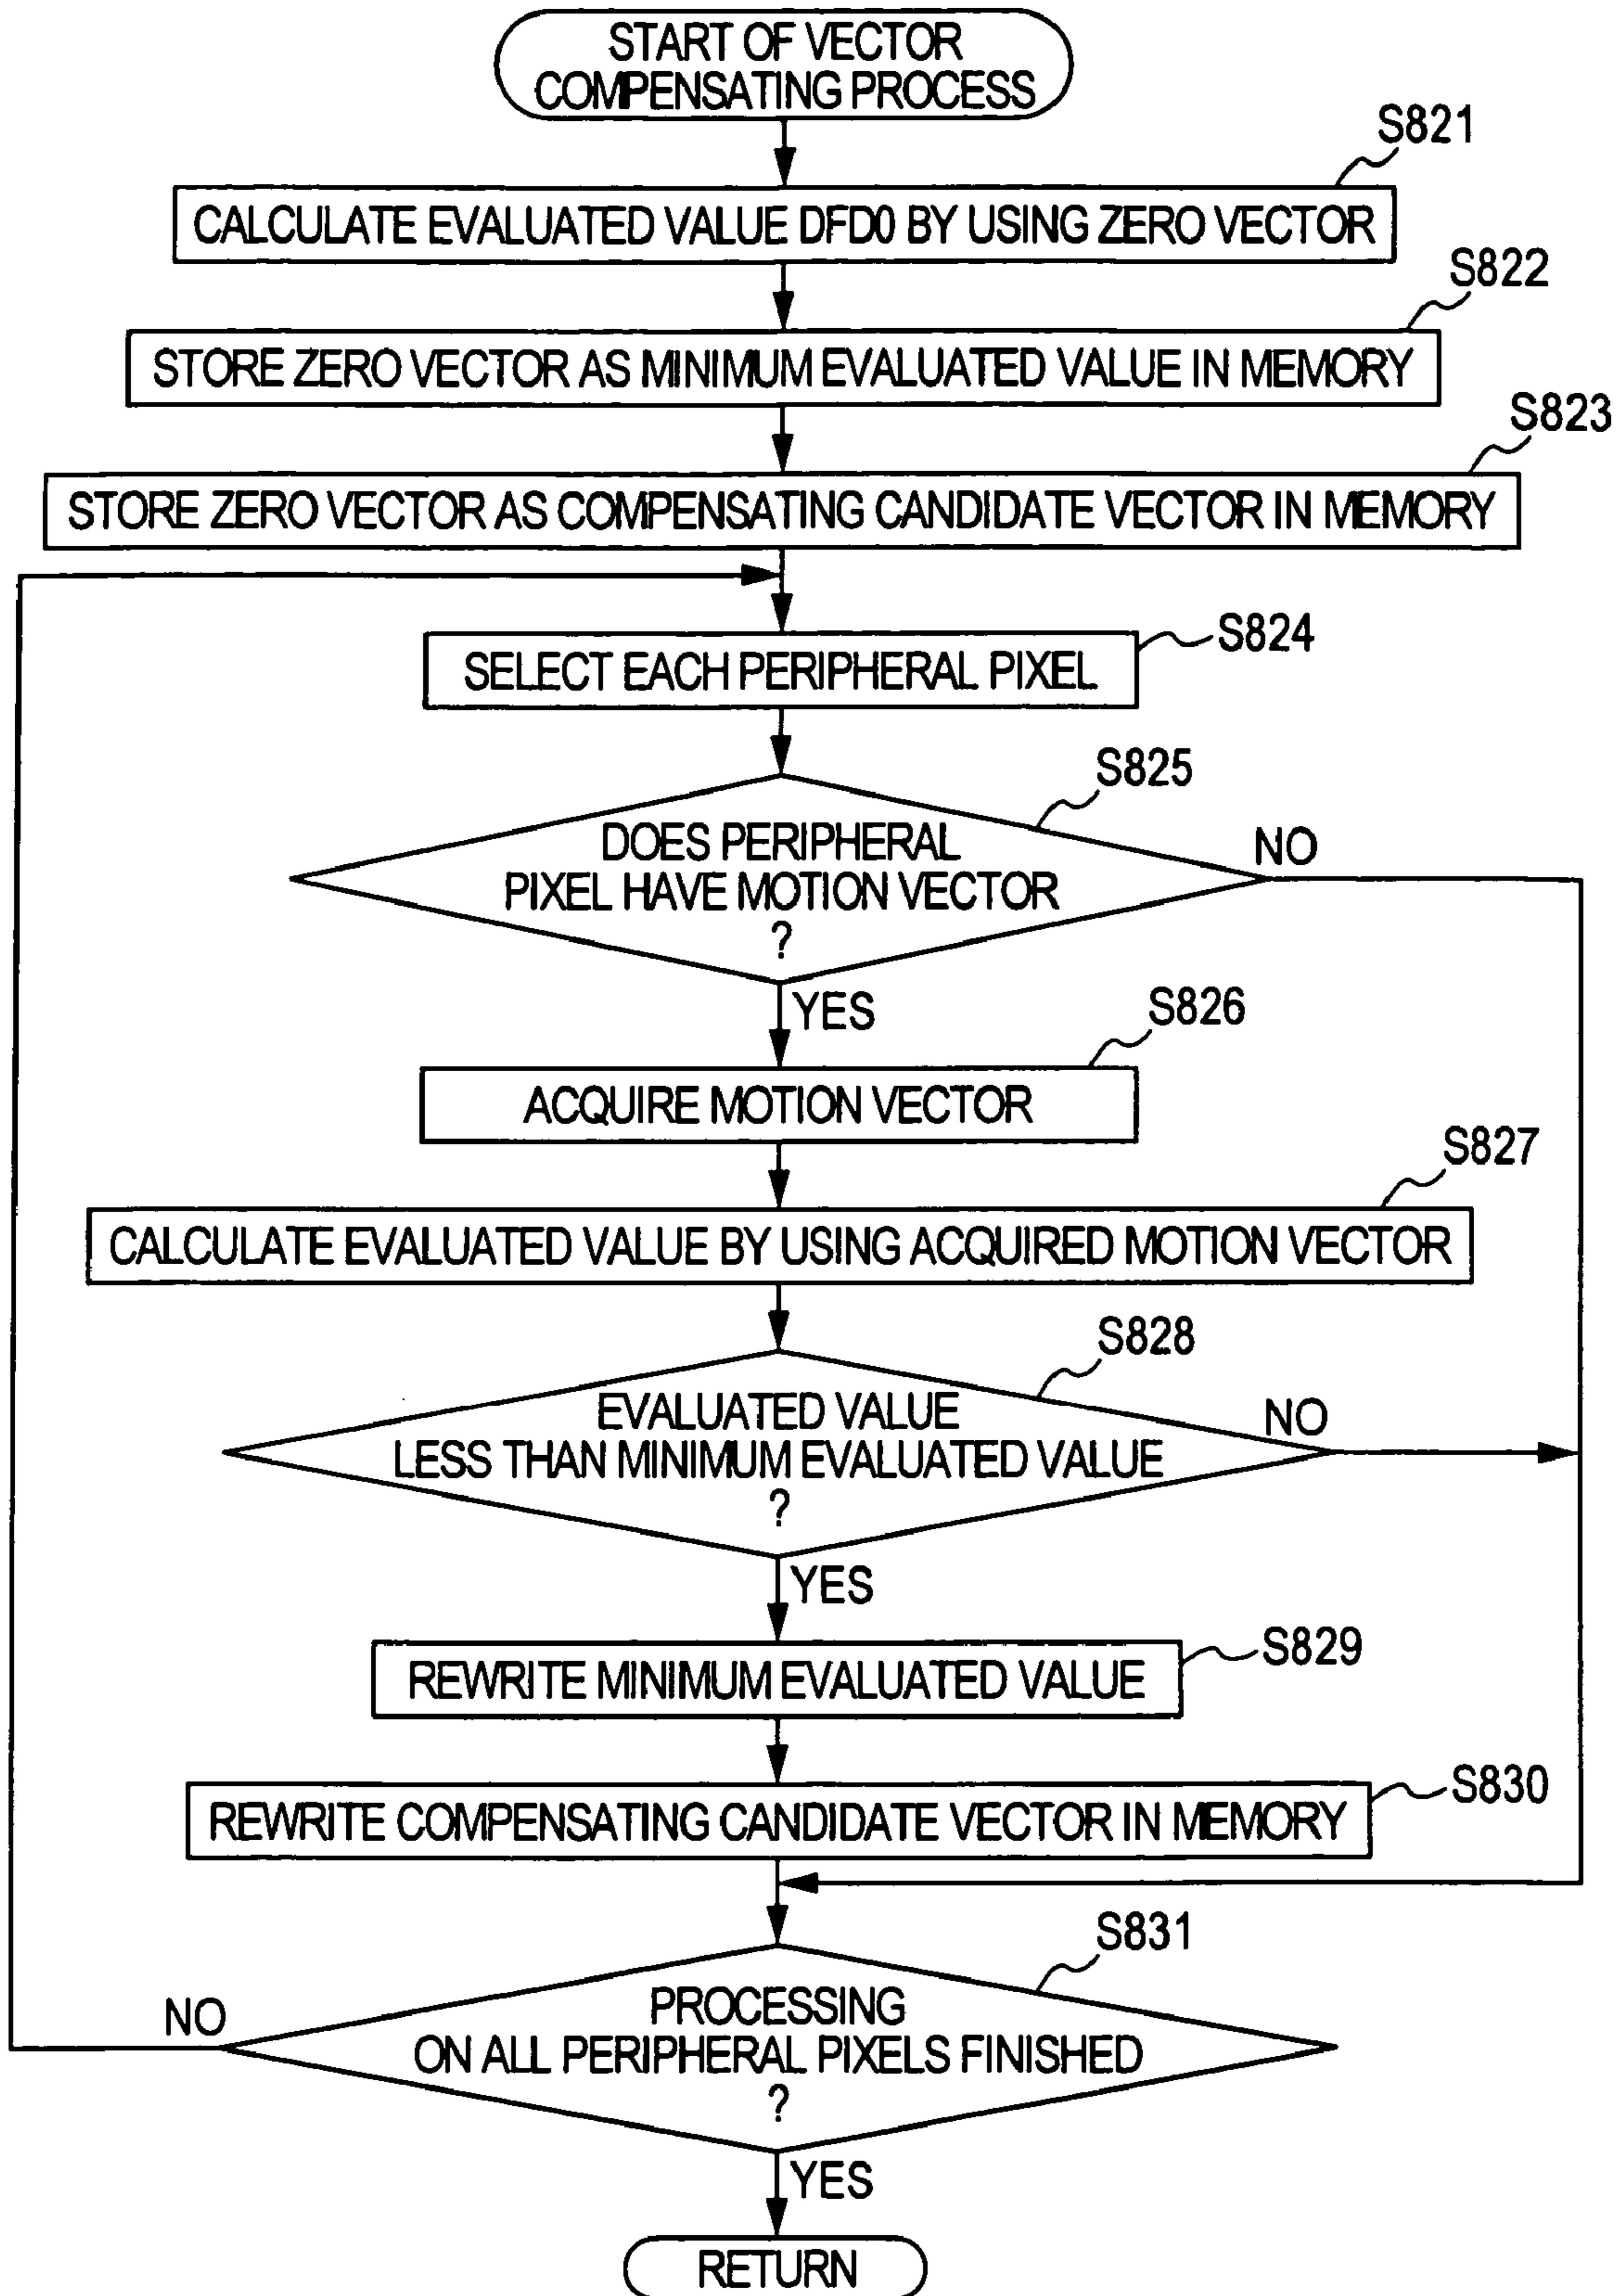 START OF VECTOR
COMPENSATING PROCESS
S821
CALCULATE EVALUATED VALUE DFD0 BY USING ZERO VECTOR
S822
STORE ZERO VECTOR AS MINIMUM EVALUATED VALUE IN MEMORY
S823
STORE ZERO VECTOR AS COMPENSATING CANDIDATE VECTOR IN MEMORY
S824
SELECT EACH PERIPHERAL PIXEL
S825
DOES PERIPHERAL
PIXEL HAVE MOTION VECTOR
?
NO
YES
S826
ACQUIRE MOTION VECTOR
S827
CALCULATE EVALUATED VALUE BY USING ACQUIRED MOTION VECTOR
S828
EVALUATED VALUE
LESS THAN MINIMUM EVALUATED VALUE
?
NO
YES
S829
REWRITE MINIMUM EVALUATED VALUE
S830
REWRITE COMPENSATING CANDIDATE VECTOR IN MEMORY
S831
PROCESSING
ON ALL PERIPHERAL PIXELS FINISHED
?
NO
YES
RETURN